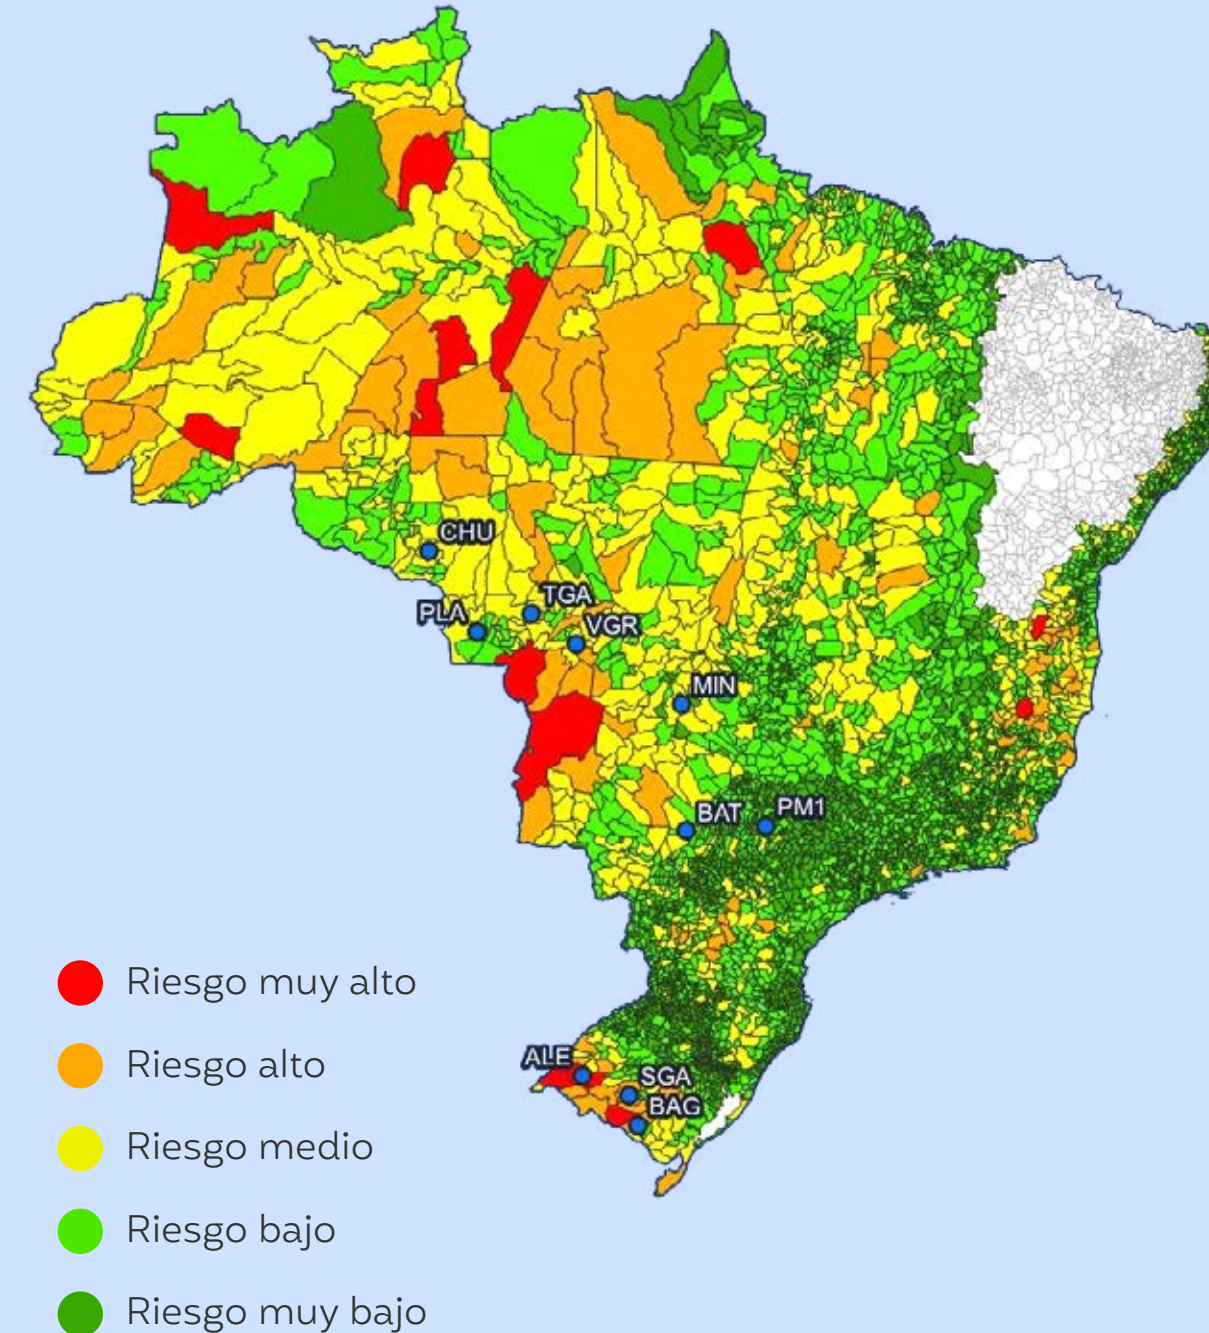 CHU
TGA
PLA
VGR
MIN
BAT
PM1
ALE
SGA
BAG
Riesgo muy alto
Riesgo alto
Riesgo medio
Riesgo bajo
Riesgo muy bajo